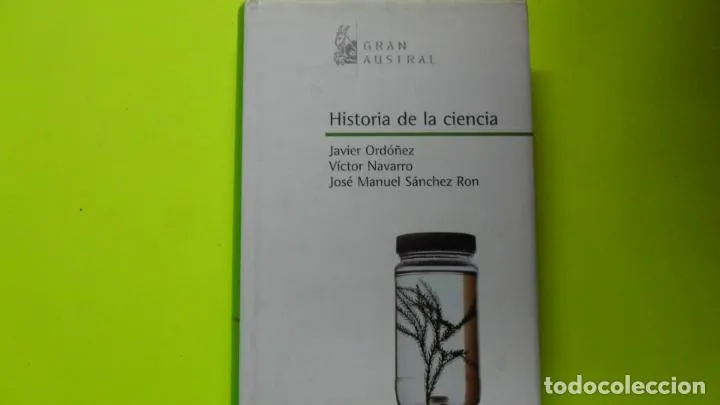 GRAN
AUSTRAL
Historia de la ciencia
Javier Ordóñez
Víctor Navarro
José Manuel Sánchez Ron
todocoleccion